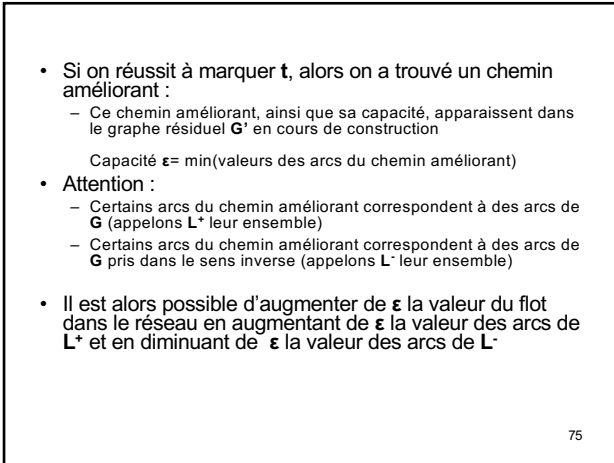 • Si on réussit à marquer t, alors on a trouvé un chemin
améliorant :
– Ce chemin améliorant, ainsi que sa capacité, apparaissent dans
le graphe résiduel G’ en cours de construction
Capacité ε= min(valeurs des arcs du chemin améliorant)
• Attention :
– Certains arcs du chemin améliorant correspondent à des arcs de
G (appelons L⁺ leur ensemble)
– Certains arcs du chemin améliorant correspondent à des arcs de
G pris dans le sens inverse (appelons L⁻ leur ensemble)
• Il est alors possible d'augmenter de ε la valeur du flot
dans le réseau en augmentant de ε la valeur des arcs de
L⁺ et en diminuant de ε la valeur des arcs de L⁻
75